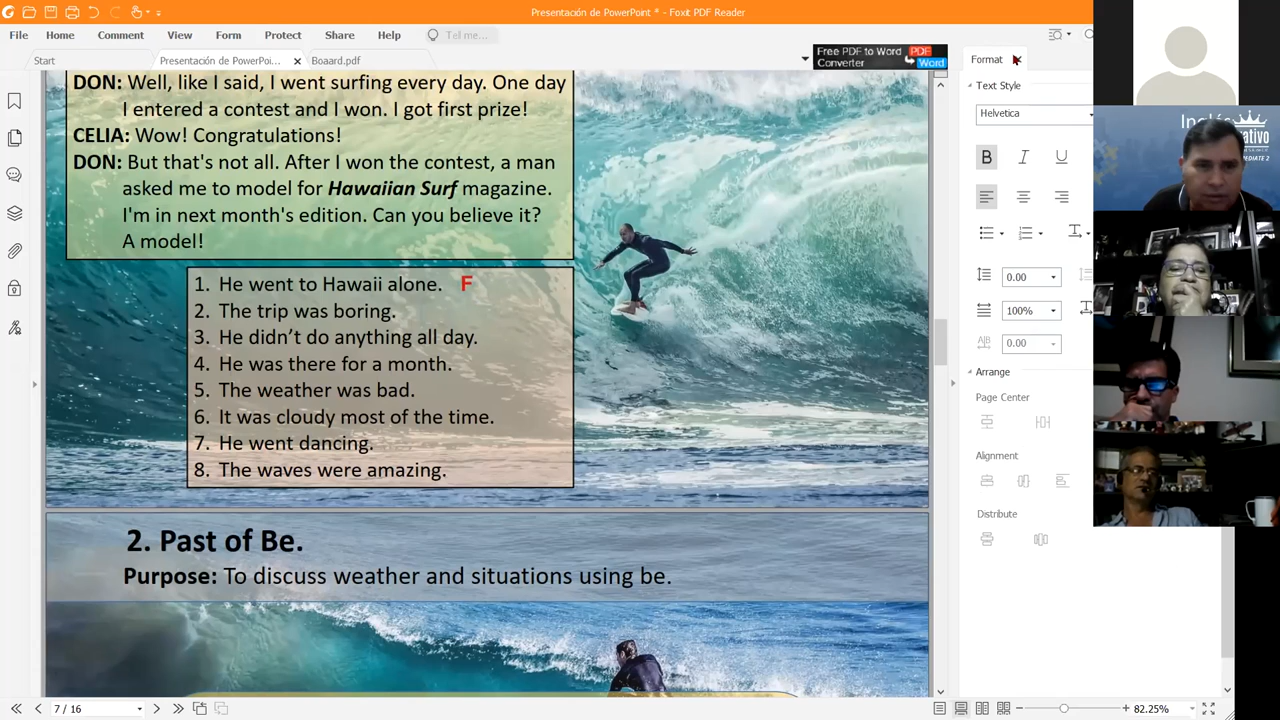 Presentación de PowerPoint * - Foxit PDF Reader
File Home Comment View Form Protect Share Help Tell me...
Start Presentación de PowerPoi... Boaard.pdf
Free PDF to Word Converter
PDF
Word
DON: Well, like I said, I went surfing every day. One day
I entered a contest and I won. I got first prize!
CELIA: Wow! Congratulations!
DON: But that's not all. After I won the contest, a man
asked me to model for Hawaiian Surf magazine.
I'm in next month's edition. Can you believe it?
A model!
1. He went to Hawaii alone. F
2. The trip was boring.
3. He didn’t do anything all day.
4. He was there for a month.
5. The weather was bad.
6. It was cloudy most of the time.
7. He went dancing.
8. The waves were amazing.
2. Past of Be.
Purpose: To discuss weather and situations using be.
Format
Text Style
Helvetica
B I U
0.00
100%
0.00
Arrange
Page Center
Alignment
Distribute
7 / 16
82.25%